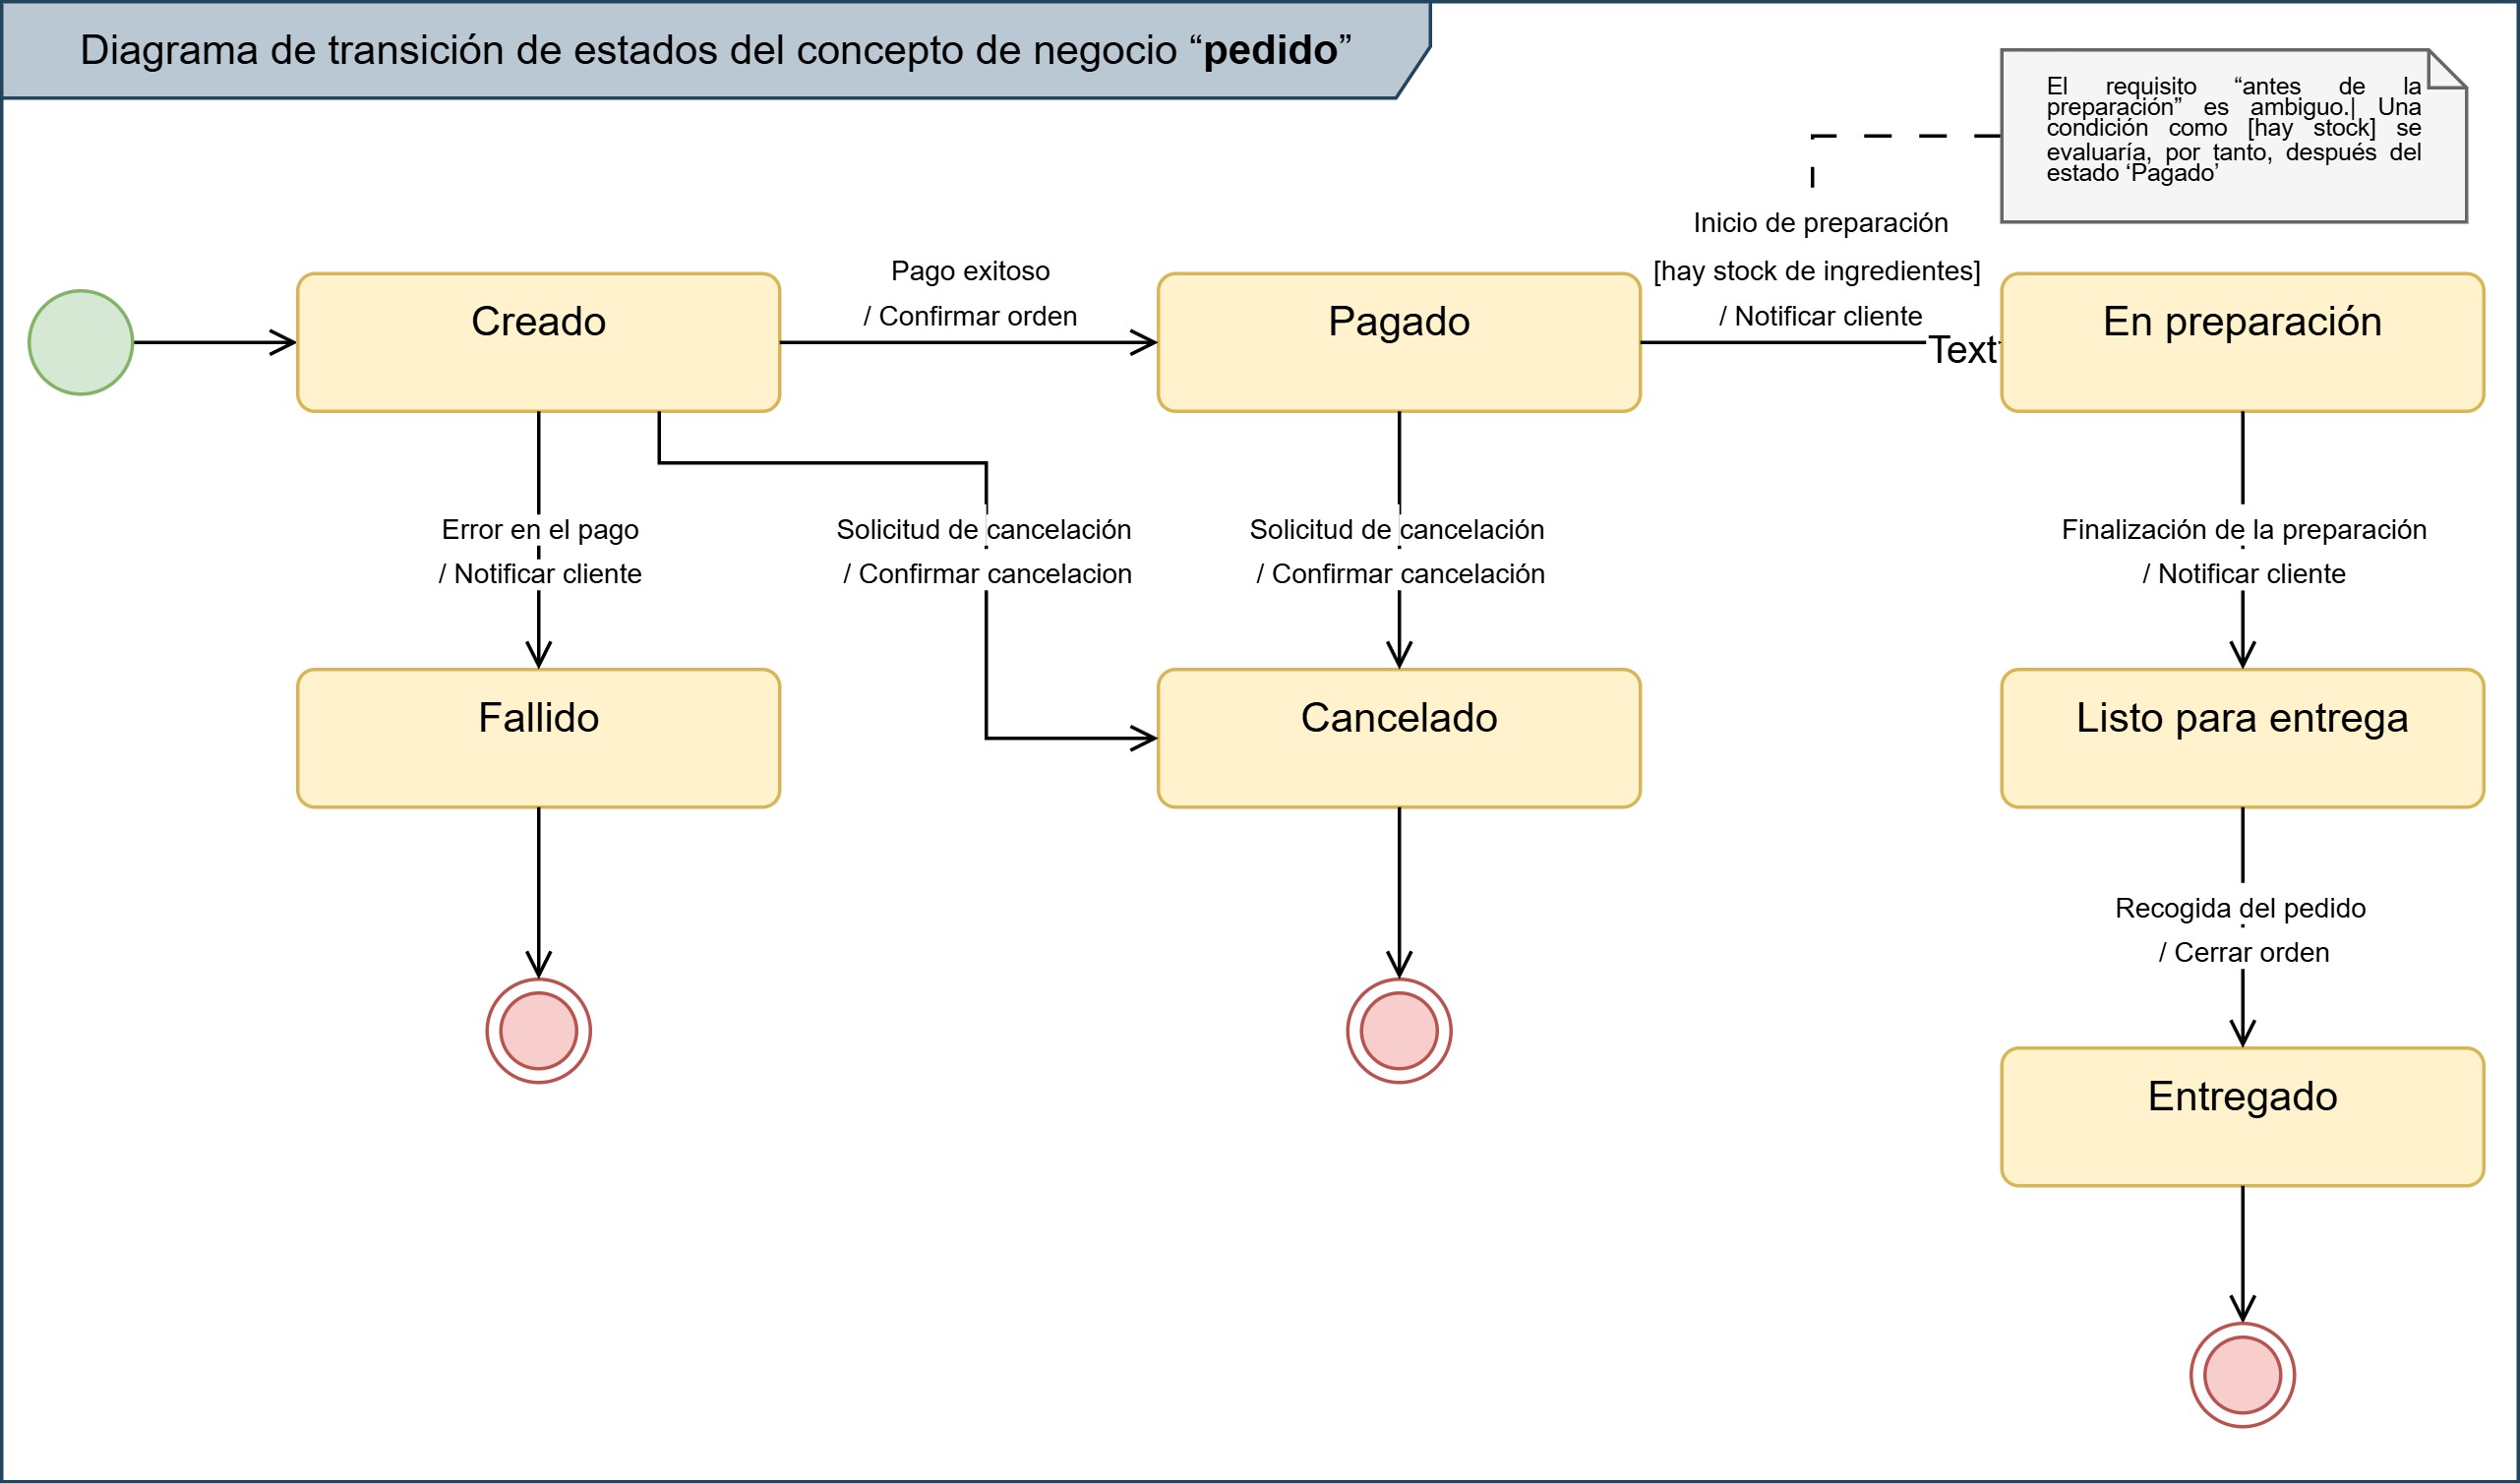 Diagrama de transición de estados del concepto de negocio “pedido”
El requisito “antes de la
preparación” es ambiguo.| Una
condición como [hay stock] se
evaluaría, por tanto, después del
estado ‘Pagado’
Inicio de preparación
[hay stock de ingredientes]
/ Notificar cliente
Pago exitoso
/ Confirmar orden
Creado
Pagado
Text
En preparación
Error en el pago
/ Notificar cliente
Solicitud de cancelación
/ Confirmar cancelacion
Solicitud de cancelación
/ Confirmar cancelación
Finalización de la preparación
/ Notificar cliente
Fallido
Cancelado
Listo para entrega
Recogida del pedido
/ Cerrar orden
Entregado